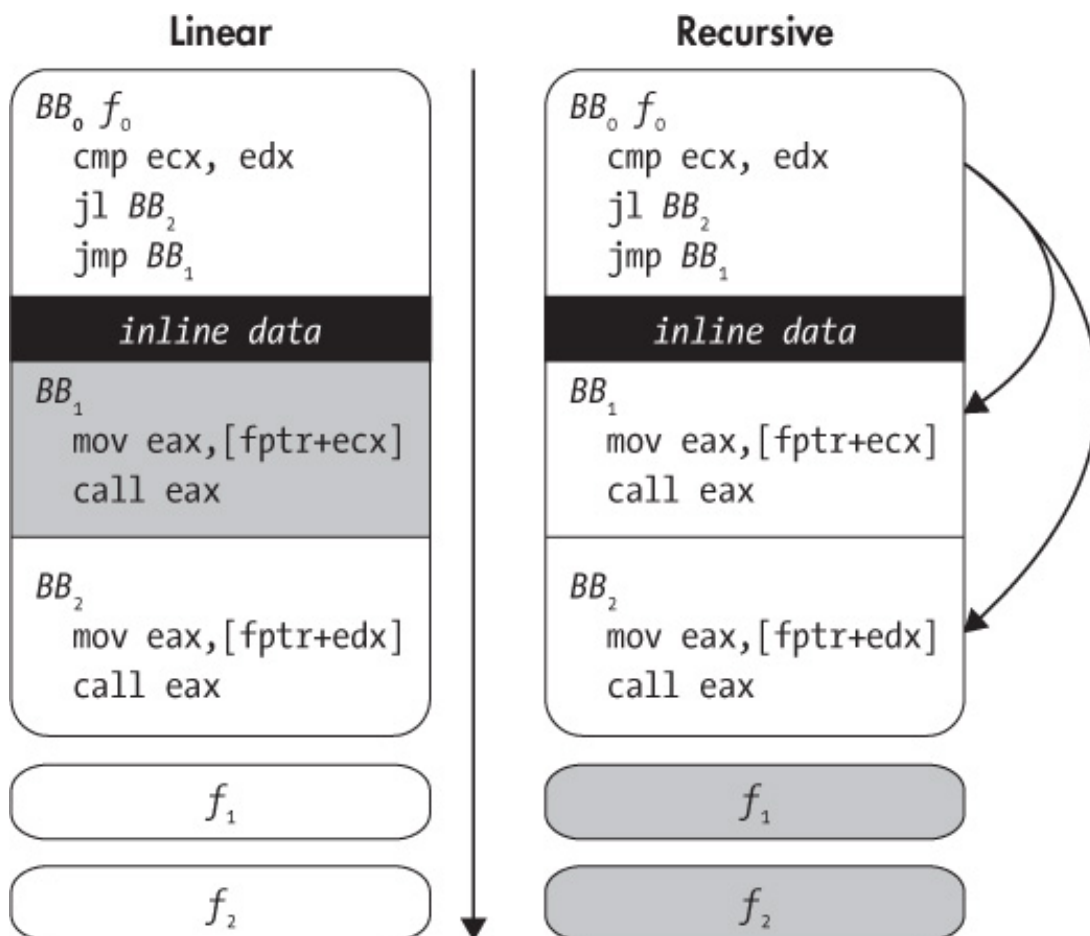 Linear
BB₀ f₀
cmp ecx, edx
jl BB₂
jmp BB₁
inline data
BB₁
mov eax,[fptr+ecx]
call eax
BB₂
mov eax,[fptr+edx]
call eax
f₁
f₂
Recursive
BB₀ f₀
cmp ecx, edx
jl BB₂
jmp BB₁
inline data
BB₁
mov eax,[fptr+ecx]
call eax
BB₂
mov eax,[fptr+edx]
call eax
f₁
f₂